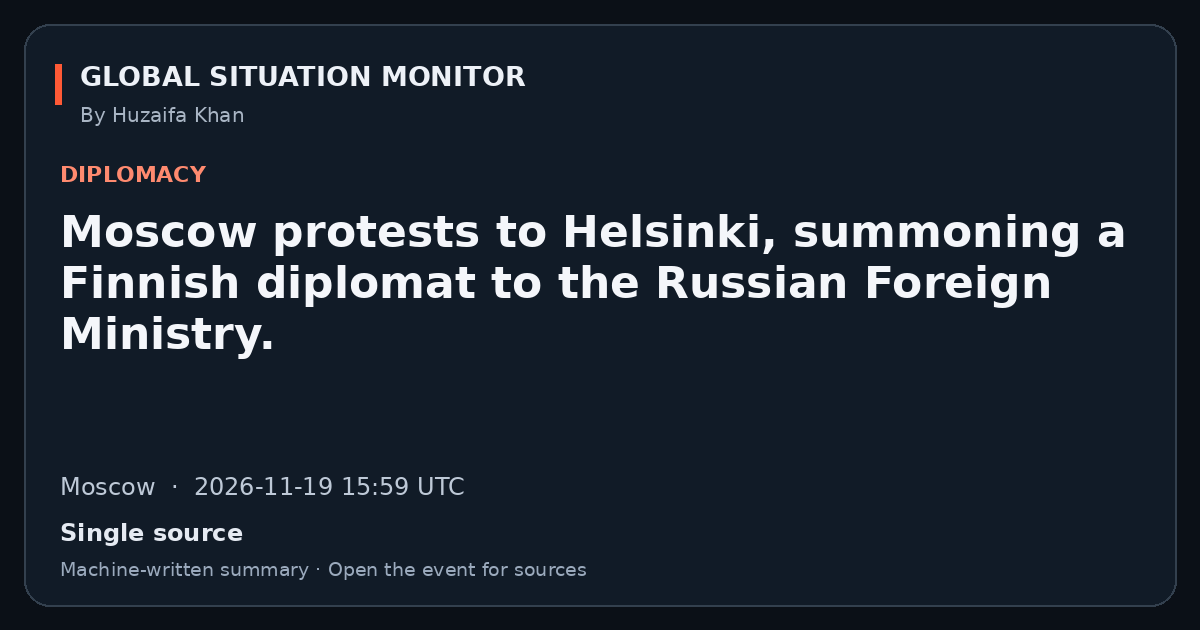 GLOBAL SITUATION MONITOR
By Huzaifa Khan
DIPLOMACY
Moscow protests to Helsinki, summoning a
Finnish diplomat to the Russian Foreign
Ministry.
Moscow · 2026-11-19 15:59 UTC
Single source
Machine-written summary · Open the event for sources